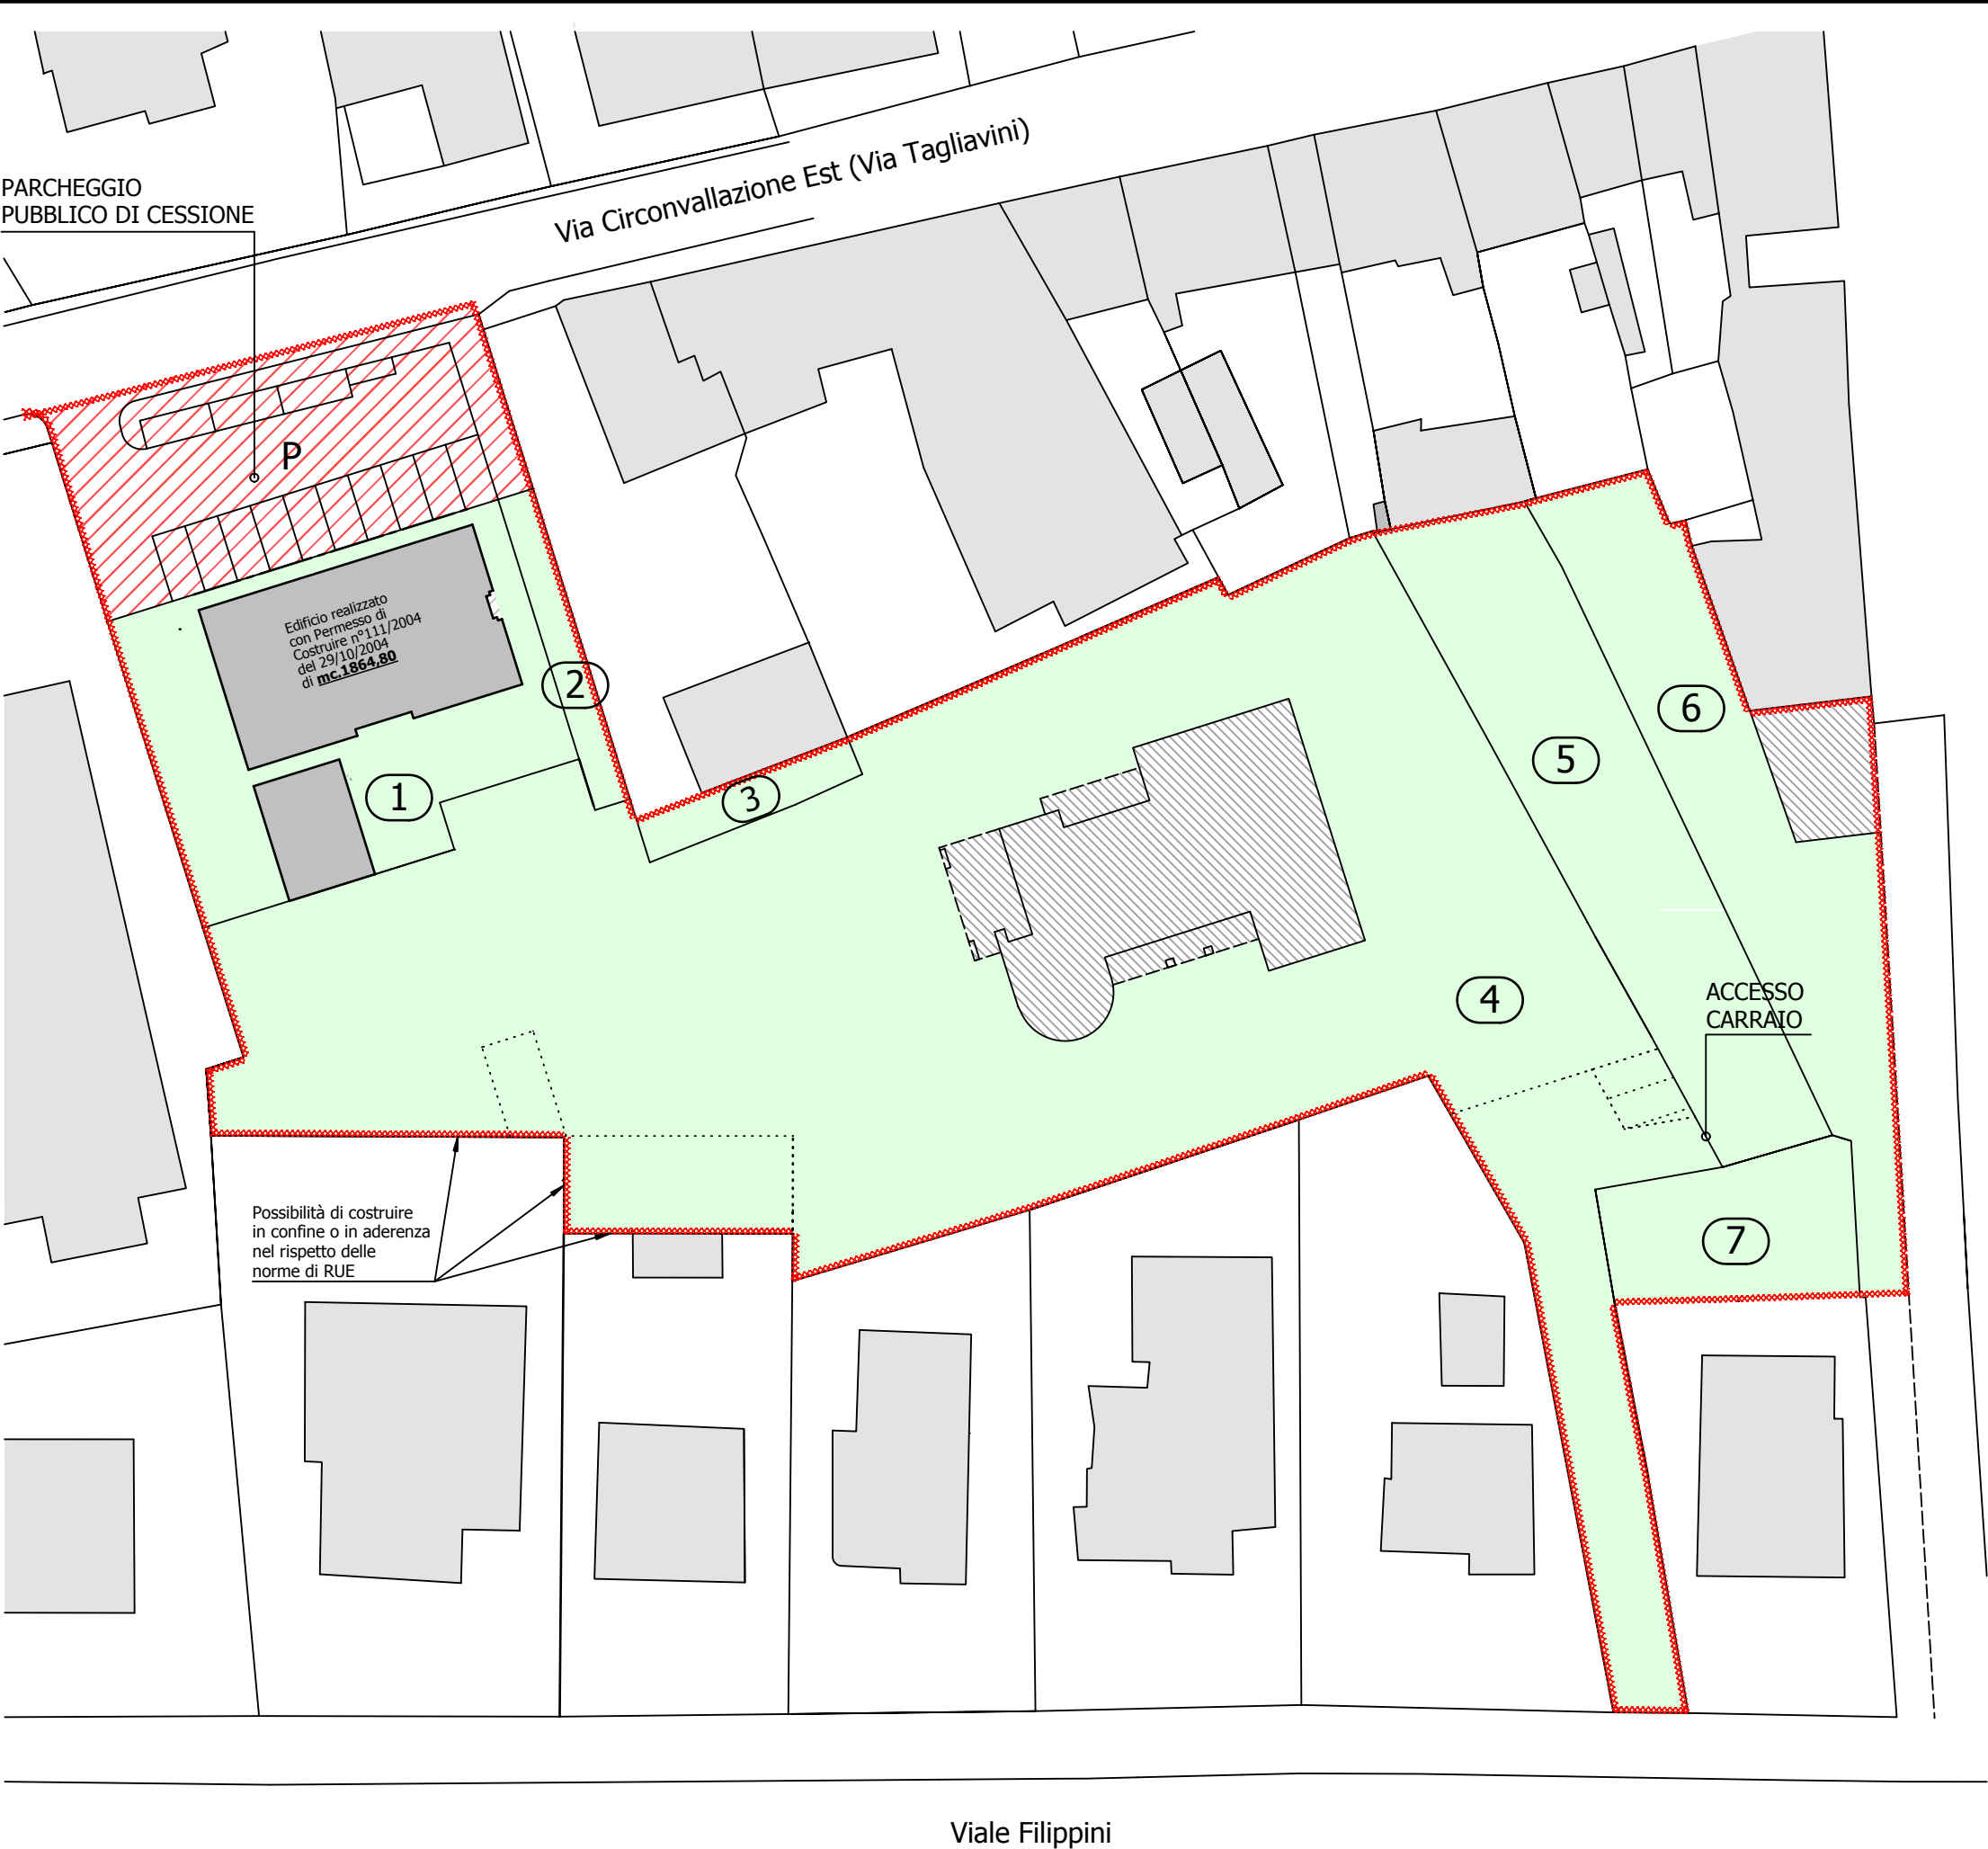 Via Circonvallazione Est (Via Tagliavini)
PARCHEGGIO
PUBBLICO DI CESSIONE
P
Edificio realizzato
con Permesso di
Costruire n°111/2004
del 29/10/2004
di mc.1864,80
2
6
5
1
3
4
ACCESSO
CARRAIO
Possibilità di costruire
in confine o in aderenza
nel rispetto delle
norme di RUE
7
Viale Filippini